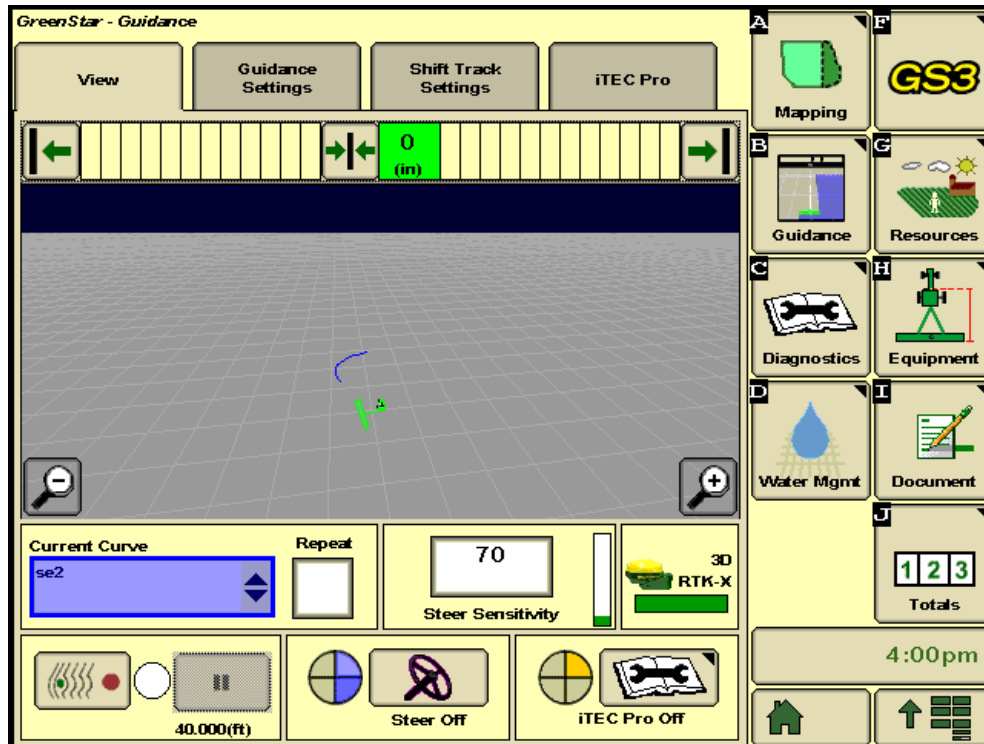 GreenStar - Guidance
View
Guidance
Settings
Shift Track
Settings
iTEC Pro
0
(in)
Current Curve
se2
Repeat
70
Steer Sensitivity
3D
RTK-X
40.000(ft)
Steer Off
iTEC Pro Off
A
Mapping
F
GS3
B
Guidance
G
Resources
C
Diagnostics
H
Equipment
D
Water Mgmt
I
Document
J
1 2 3
Totals
4:00pm